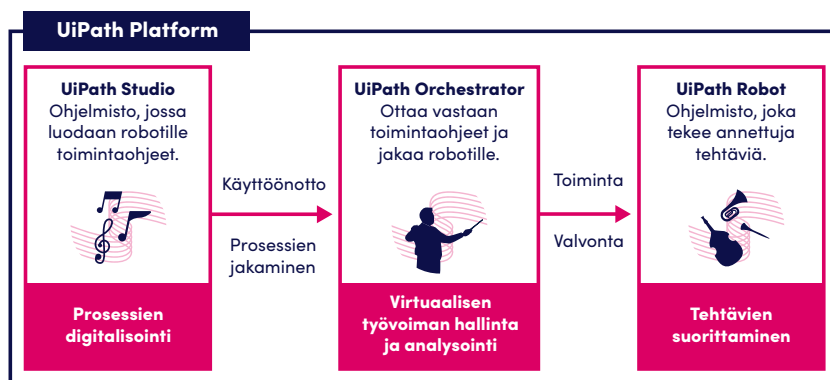 UiPath Platform
UiPath Studio
Ohjelmisto, jossa
luodaan robotille
toimintaohjeet.
Prosessien
digitalisointi
Käyttöönotto
Prosessien
jakaminen
UiPath Orchestrator
Ottaa vastaan
toimintaohjeet ja
jakaa robotille.
Virtuaalisen
työvoiman hallinta
ja analysointi
Toiminta
Valvonta
UiPath Robot
Ohjelmisto, joka
tekee annettuja
tehtäviä.
Tehtävien
suorittaminen